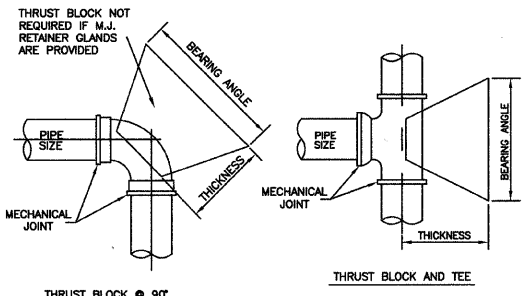 THRUST BLOCK NOT
REQUIRED IF M.J.
RETAINER GLANDS
ARE PROVIDED
BEARING ANGLE
PIPE
SIZE
THICKNESS
MECHANICAL
JOINT
THRUST BLOCK @ 90°
PIPE
SIZE
BEARING ANGLE
MECHANICAL
JOINT
THICKNESS
THRUST BLOCK AND TEE